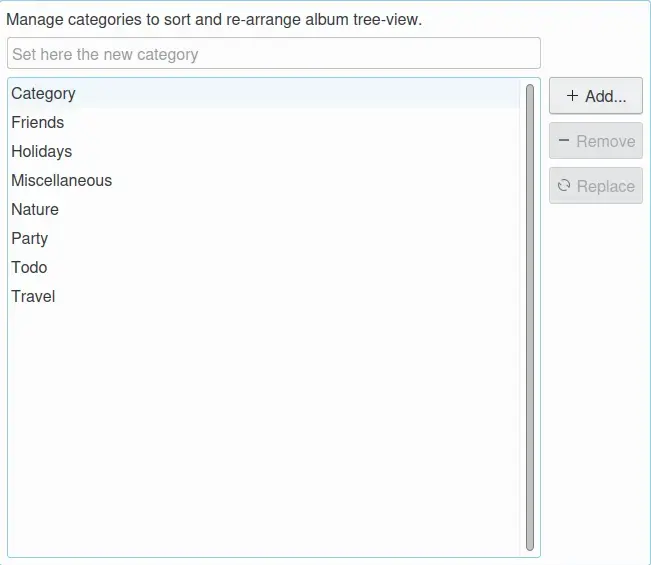 Manage categories to sort and re-arrange album tree-view.
Set here the new category
Category
Friends
Holidays
Miscellaneous
Nature
Party
Todo
Travel
+ Add...
− Remove
Replace